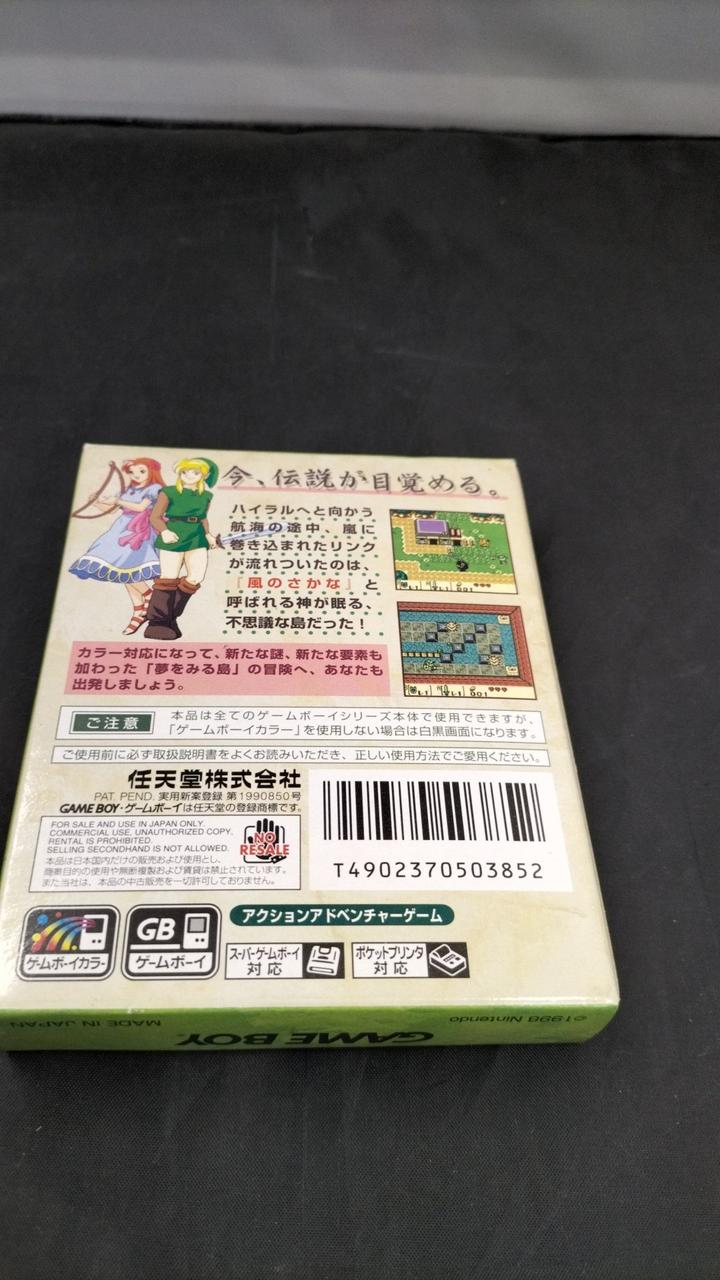 今、伝説が目覚める。
ハイラルへと向かう
航海の途中、嵐に
巻き込まれたリンク
が流れついたのは、
『風のさかな』と
呼ばれる神が眠る、
不思議な島だった！
カラー対応になって、新たな謎、新たな要素も
加わった「夢をみる島」の冒険へ、あなたも
出発しましょう。
ご注意
本品は全てのゲームボーイシリーズ本体で使用できますが、
「ゲームボーイカラー」を使用しない場合は白黒画面になります。
ご使用前に必ず取扱説明書をよくお読みいただき、正しい使用方法でご愛用ください。
任天堂株式会社
PAT. PEND. 実用新案登録 第1990850号
GAME BOY・ゲームボーイは任天堂の登録商標です。
FOR SALE AND USE IN JAPAN ONLY.
COMMERCIAL USE, UNAUTHORIZED COPY,
RENTAL IS PROHIBITED.
SELLING SECONDHAND IS NOT ALLOWED.
本品は日本国内だけの販売および使用とし、
商業目的の使用や無断複製および賃貸は禁止されています。
また当社は、本品の中古販売を一切許可しておりません。
NO
RESALE
T4902370503852
アクションアドベンチャーゲーム
ゲームボーイカラー
GB
ゲームボーイ
スーパーゲームボーイ
対応
ポケットプリンタ
対応
©1998 Nintendo
GAME BOY
MADE IN JAPAN